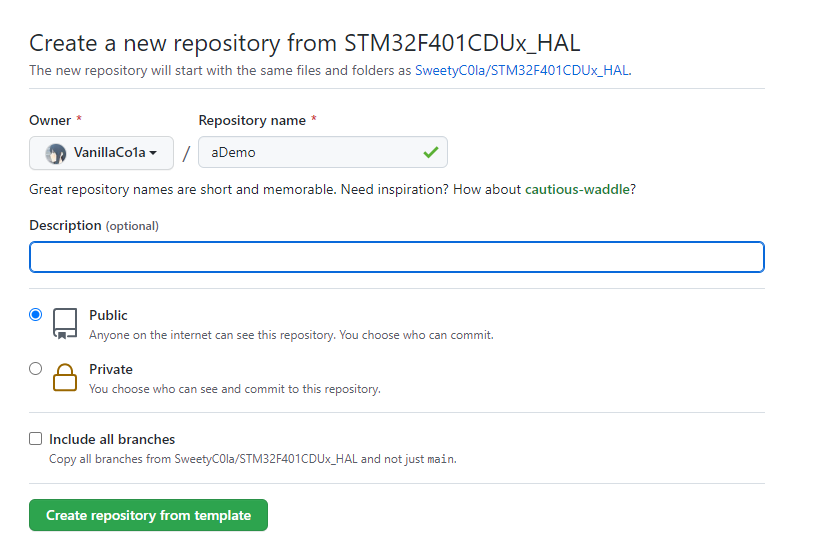 Create a new repository from STM32F401CDUx_HAL
The new repository will start with the same files and folders as SweetyC0la/STM32F401CDUx_HAL.
Owner * Repository name *
VanillaCo1a / aDemo
Great repository names are short and memorable. Need inspiration? How about cautious-waddle?
Description (optional)
Public
Anyone on the internet can see this repository. You choose who can commit.
Private
You choose who can see and commit to this repository.
Include all branches
Copy all branches from SweetyC0la/STM32F401CDUx_HAL and not just main.
Create repository from template